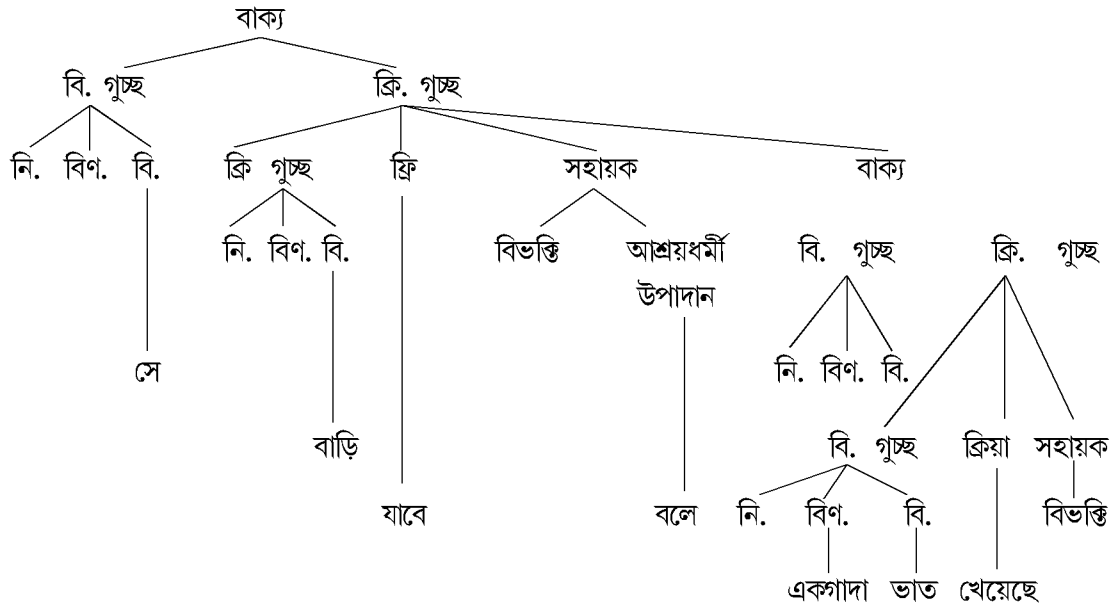 বাক্য
বি. গুচ্ছ ক্রি. গুচ্ছ
নি. বিণ. বি. ক্রি গুচ্ছ ফ্রি সহায়ক বাক্য
নি. বিণ. বি. বিভক্তি আশ্রয়ধর্মী বি. গুচ্ছ ক্রি. গুচ্ছ
উপাদান
সে নি. বিণ. বি.
বাড়ি বি. গুচ্ছ ক্রিয়া সহায়ক
যাবে বলে নি. বিণ. বি. বিভক্তি
একগাদা ভাত খেয়েছে